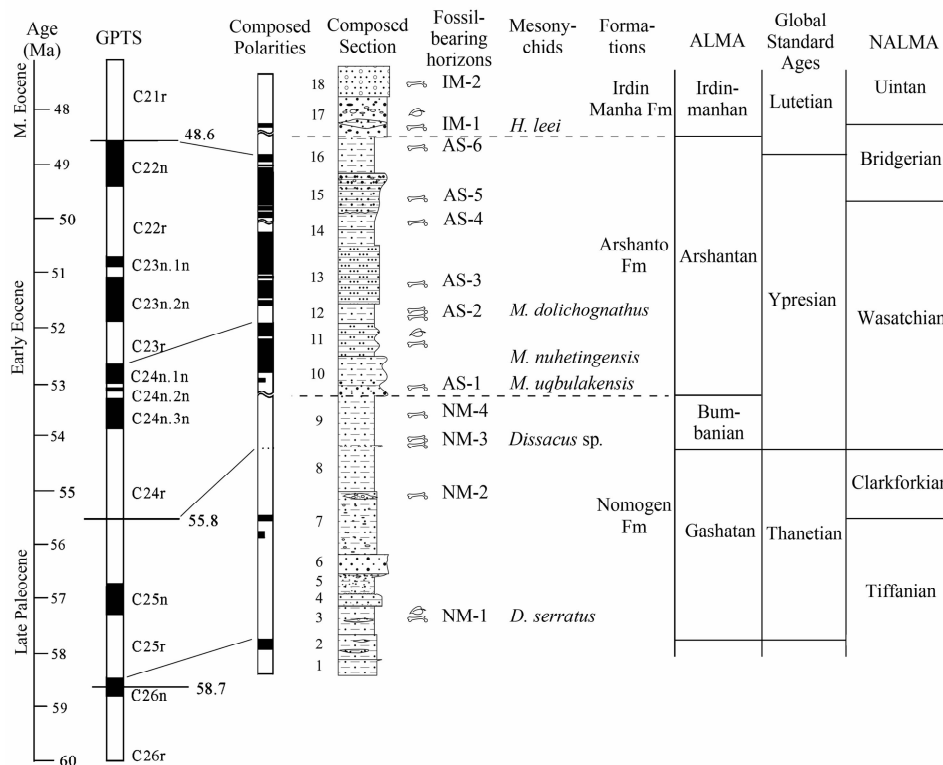 Age
(Ma)
GPTS
Composed
Polarities
Composed
Section
Fossil-
bearing
horizons
Mesony-
chids
Forma-
tions
ALMA
Global
Standard
Ages
NALMA
M. Eocene
Early Eocene
Late Paleocene
48
49
50
51
52
53
54
55
56
57
58
59
60
C21r
48.6
C22n
C22r
C23n.1n
C23n.2n
C23r
C24n.1n
C24n.2n
C24n.3n
C24r
55.8
C25n
C25r
58.7
C26n
C26r
18
17
16
15
14
13
12
11
10
9
8
7
6
5
4
3
2
1
IM-2
IM-1
AS-6
AS-5
AS-4
AS-3
AS-2
AS-1
NM-4
NM-3
NM-2
NM-1
H. leei
M. dolichognathus
M. nuhetingensis
M. uqbulakensis
Dissacus sp.
D. serratus
Irdin
Manha Fm
Arshanto
Fm
Nomogen
Fm
Irdin-
manhan
Arshantan
Bum-
banian
Gashatan
Lutetian
Ypresian
Thanetian
Uintan
Bridgerian
Wasatchian
Clarkforkian
Tiffanian